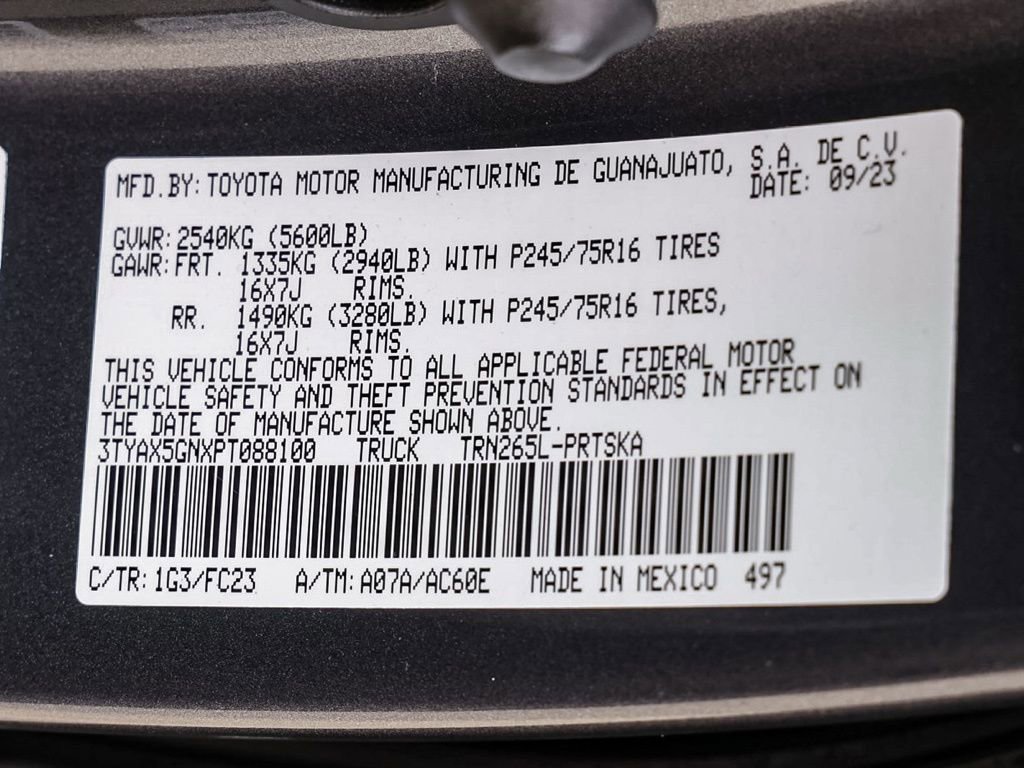 MFD.BY: TOYOTA MOTOR MANUFACTURING DE GUANAJUATO, S.A. DE C.V.
DATE: 09/23
GVWR: 2540KG (5600LB)
GAWR: FRT. 1335KG (2940LB) WITH P245/75R16 TIRES
16X7J RIMS.
RR. 1490KG (3280LB) WITH P245/75R16 TIRES,
16X7J RIMS.
THIS VEHICLE CONFORMS TO ALL APPLICABLE FEDERAL MOTOR
VEHICLE SAFETY AND THEFT PREVENTION STANDARDS IN EFFECT ON
THE DATE OF MANUFACTURE SHOWN ABOVE.
3TYAX5GNXPT088100 TRUCK TRN265L-PRTSKA
C/TR: 1G3/FC23 A/TM: A07A/AC60E MADE IN MEXICO 497